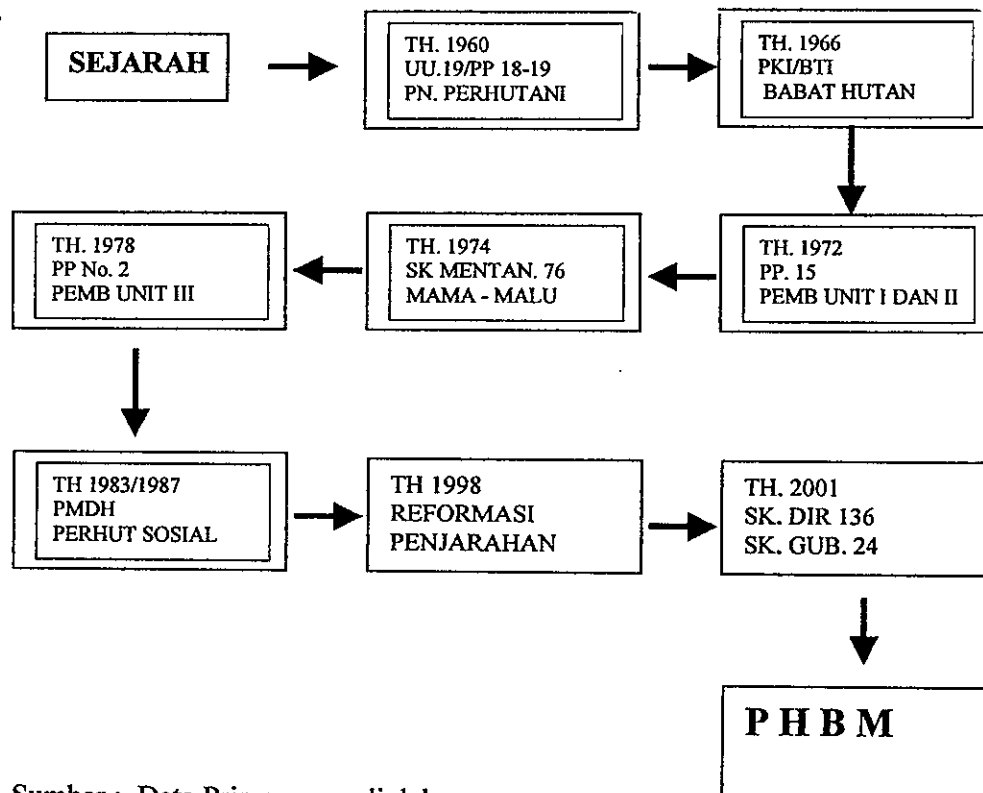 SEJARAH
TH. 1960
UU.19/PP 18-19
PN. PERHUTANI
TH. 1966
PKI/BTI
BABAT HUTAN
TH. 1972
PP. 15
PEMB UNIT I DAN II
TH. 1974
SK MENTAN. 76
MAMA - MALU
TH. 1978
PP No. 2
PEMB UNIT III
TH 1983/1987
PMDH
PERHUT SOSIAL
TH 1998
REFORMASI
PENJARAHAN
TH. 2001
SK. DIR 136
SK. GUB. 24
P H B M